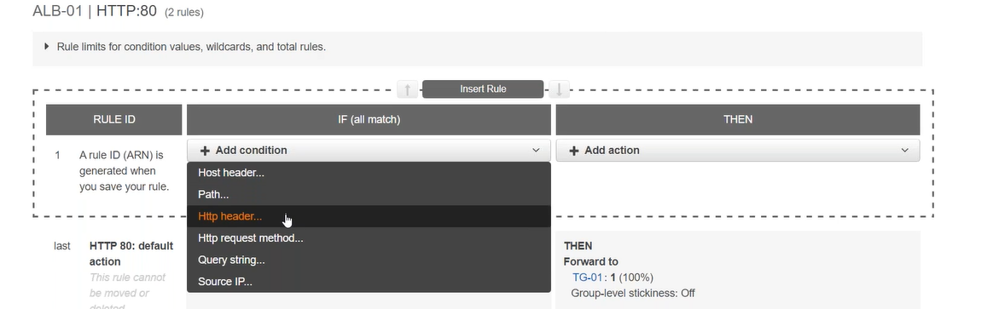 ALB-01 | HTTP:80 (2 rules)
Rule limits for condition values, wildcards, and total rules.
Insert Rule
RULE ID
IF (all match)
THEN
1
A rule ID (ARN) is
generated when
you save your rule.
Add condition
Host header...
Path...
Http header...
Http request method...
Query string...
Source IP...
Add action
last
HTTP 80: default
action
This rule cannot
be moved or
deleted
THEN
Forward to
TG-01: 1 (100%)
Group-level stickiness: Off